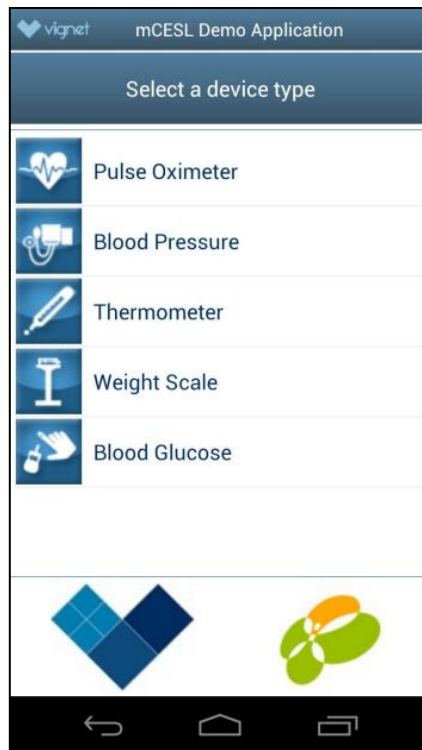 vignet mCESL Demo Application
Select a device type
Pulse Oximeter
Blood Pressure
Thermometer
Weight Scale
Blood Glucose